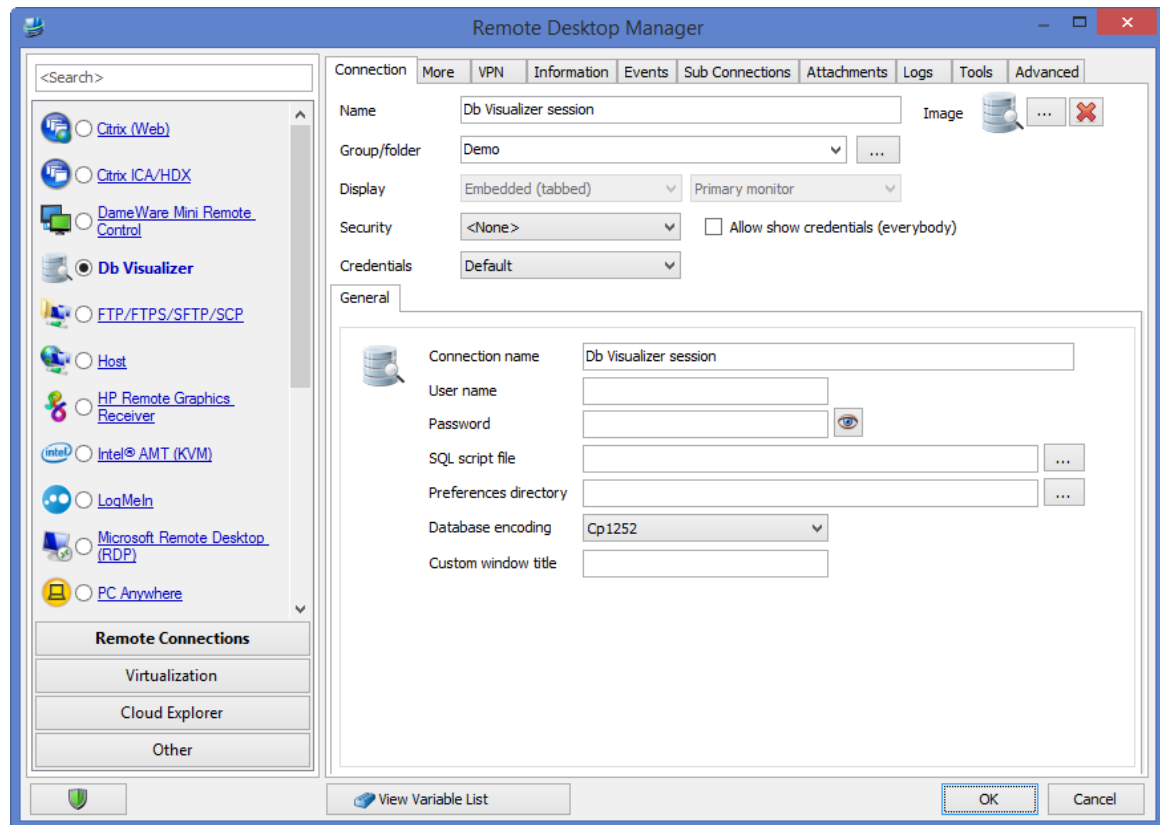 Remote Desktop Manager
<Search>
Citrix (Web)
Citrix ICA/HDX
DameWare Mini Remote
Control
Db Visualizer
FTP/FTPS/SFTP/SCP
Host
HP Remote Graphics
Receiver
intel
Intel® AMT (KVM)
LogMeIn
Microsoft Remote Desktop
(RDP)
PC Anywhere
Remote Connections
Virtualization
Cloud Explorer
Other
Connection More VPN Information Events Sub Connections Attachments Logs Tools Advanced
Name Db Visualizer session Image ...
Group/folder Demo ...
Display Embedded (tabbed) Primary monitor
Security <None> Allow show credentials (everybody)
Credentials Default
General
Connection name Db Visualizer session
User name
Password
SQL script file ...
Preferences directory ...
Database encoding Cp1252
Custom window title
View Variable List OK Cancel